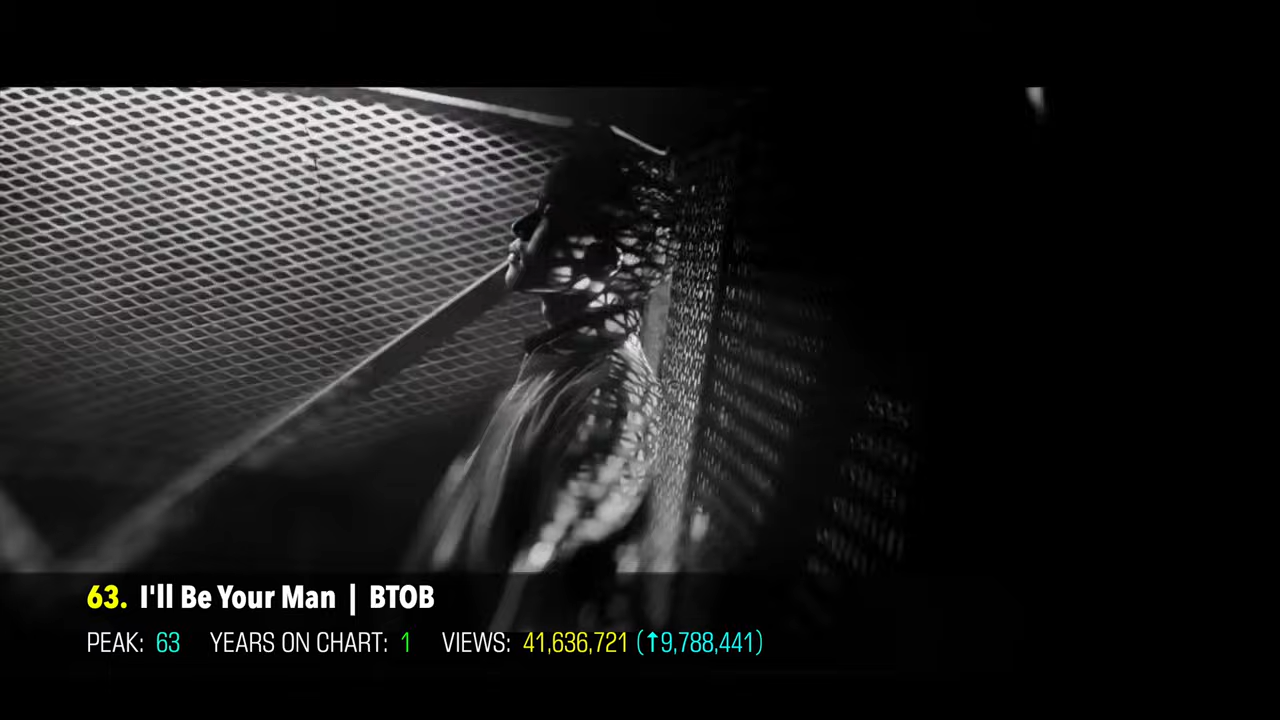 63. I'll Be Your Man | BTOB
PEAK: 63 YEARS ON CHART: 1 VIEWS: 41,636,721 (↑9,788,441)